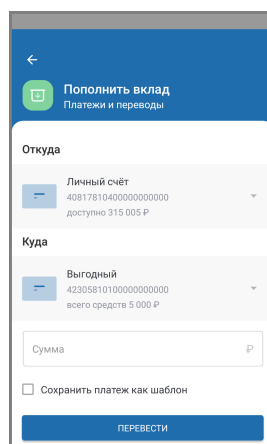 Пополнить вклад
Платежи и переводы
Откуда
Личный счёт
40817810400000000000
доступно 315 005 ₽
Куда
Выгодный
42305810100000000000
всего средств 5 000 ₽
Сумма ₽
Сохранить платеж как шаблон
ПЕРЕВЕСТИ